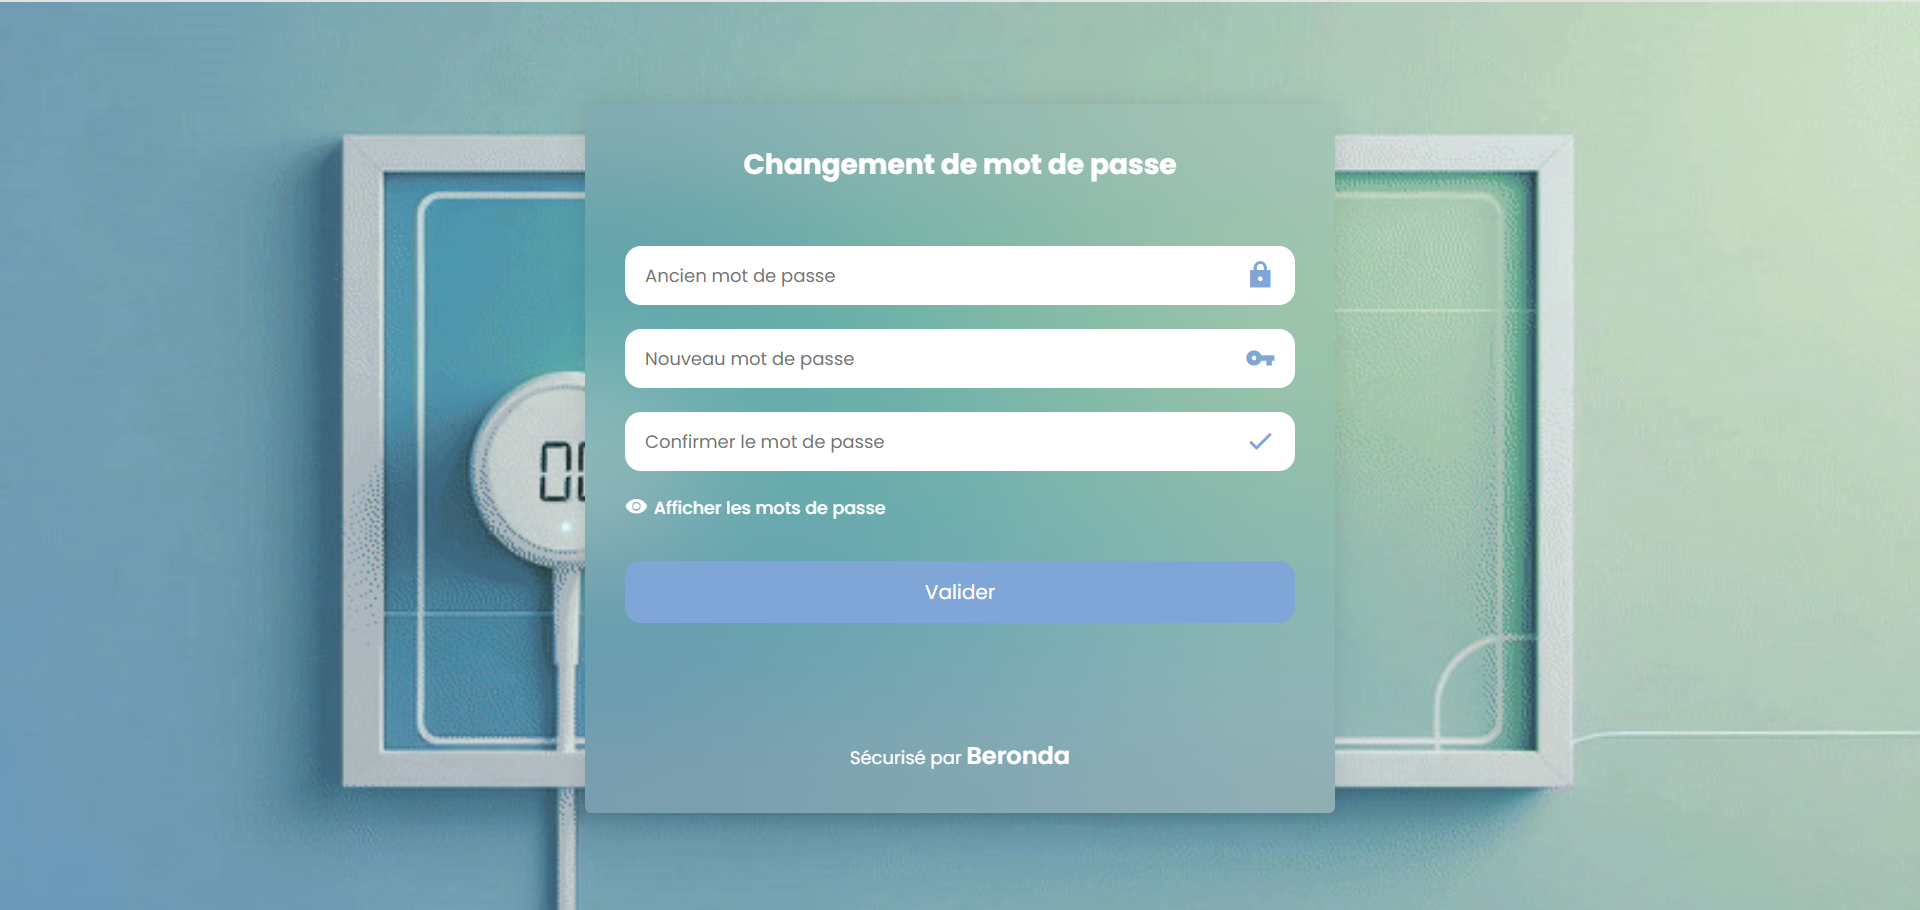 Changement de mot de passe
Ancien mot de passe
Nouveau mot de passe
Confirmer le mot de passe
Afficher les mots de passe
Valider
Sécurisé par Beronda